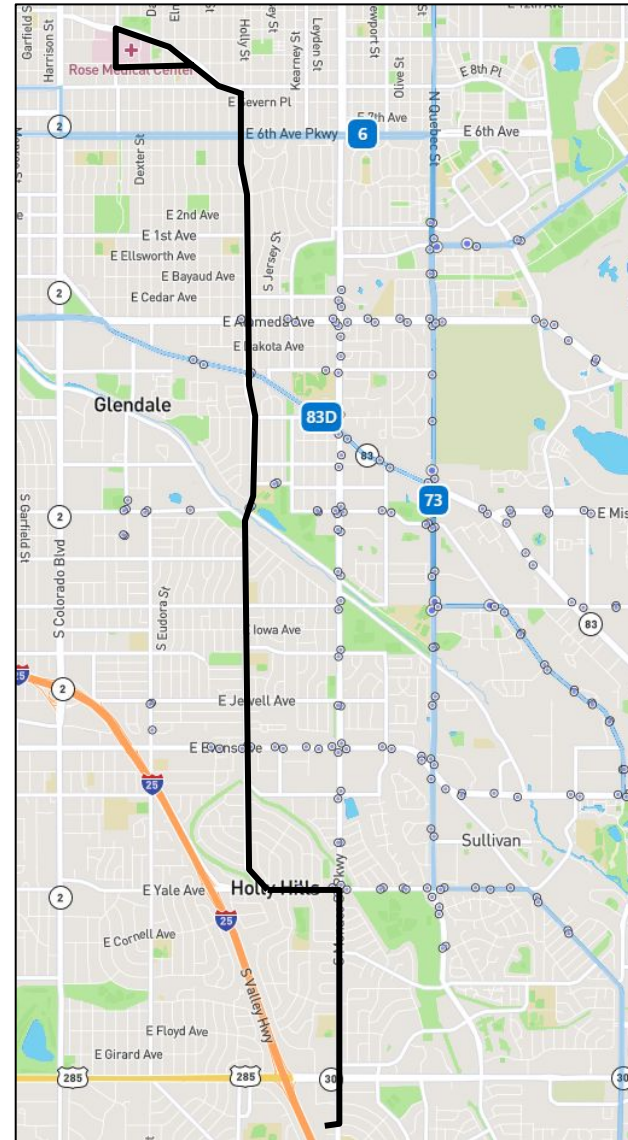 Garfield S
Harrison St
Holly St
Kearney St
Leyden St
E 12th Ave
Rose Medical Center
E 8th Pl
Olive St
N Quebec St
E Severn Pl
E 7th Ave
2
E 6th Ave Pkwy
6
E 6th Ave
Dexter St
E 2nd Ave
E 1st Ave
S Jersey St
E Ellsworth Ave
E Bayaud Ave
2
E Cedar Ave
E Alameda Ave
E Dakota Ave
Glendale
83D
83
73
S Garfield St
2
E Mis
S Colorado Blvd
S Eudora St
Iowa Ave
83
25
2
E Jewell Ave
E Evans Ave
25
Sullivan
2
E Yale Ave
Holly Hills
Pkwy
25
E Cornell Ave
S Valley Hwy
E Floyd Ave
E Girard Ave
285
285
30
30